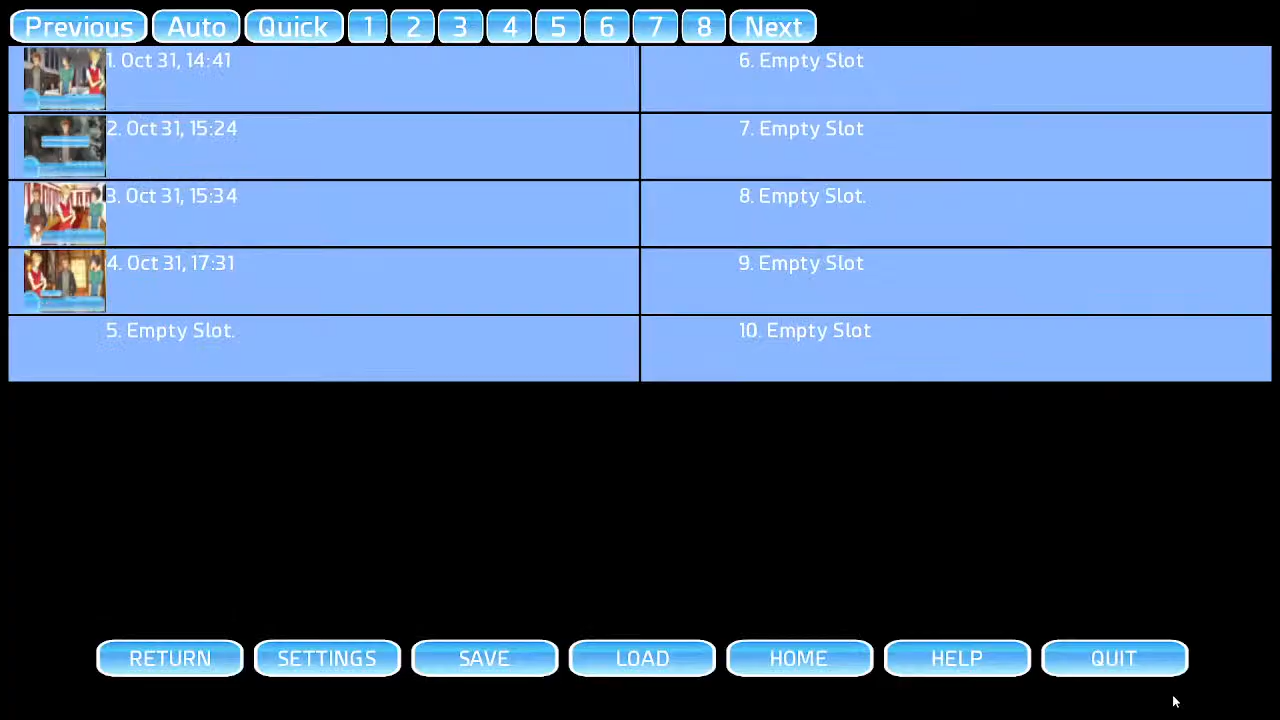 Previous Auto Quick 1 2 3 4 5 6 7 8 Next
1. Oct 31, 14:41
2. Oct 31, 15:24
3. Oct 31, 15:34
4. Oct 31, 17:31
5. Empty Slot.
6. Empty Slot
7. Empty Slot
8. Empty Slot.
9. Empty Slot
10. Empty Slot
RETURN SETTINGS SAVE LOAD HOME HELP QUIT